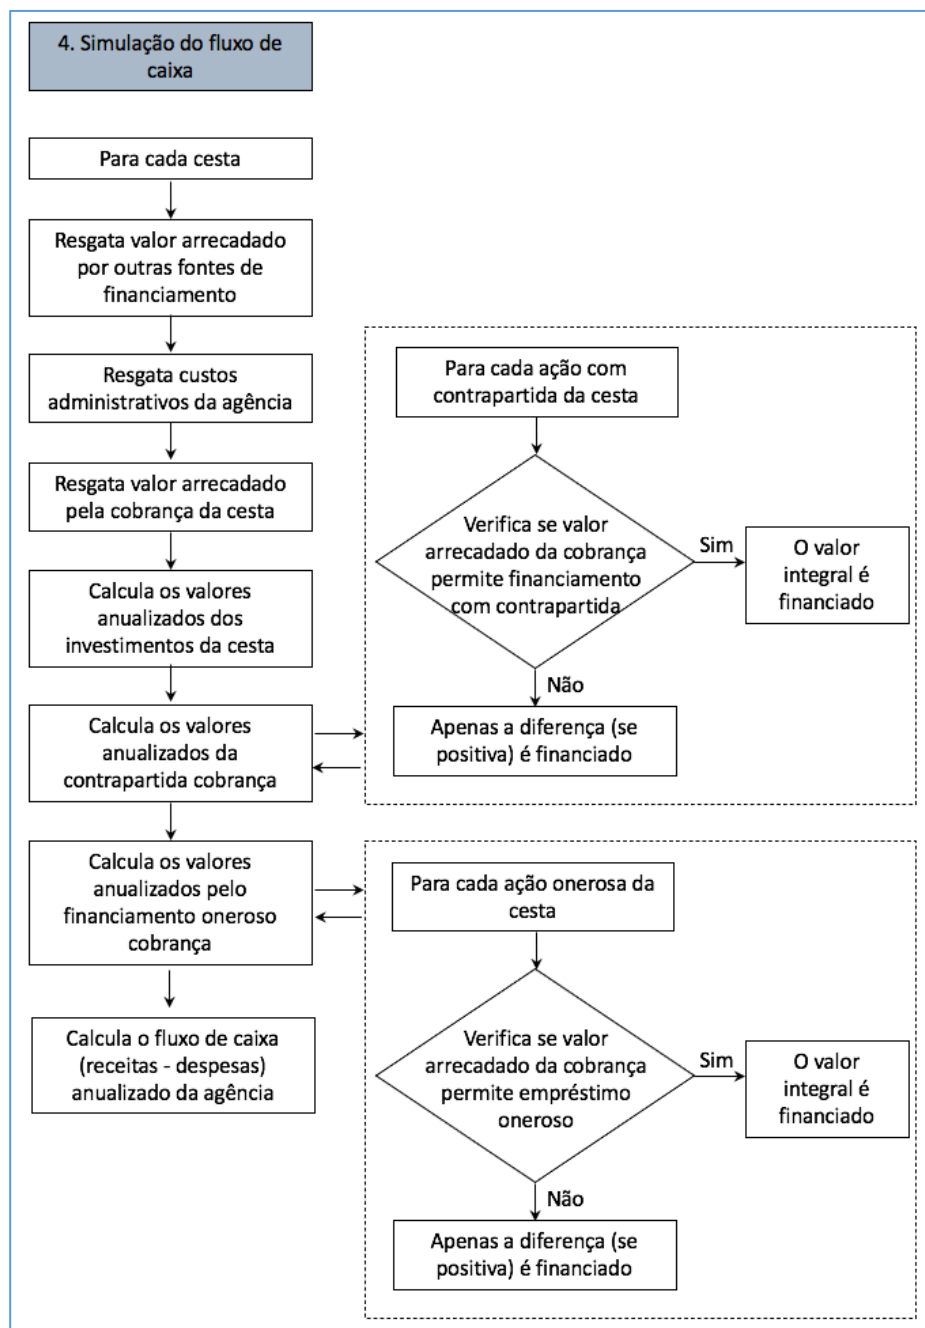 4. Simulação do fluxo de
caixa
Para cada cesta
Resgata valor arrecadado
por outras fontes de
financiamento
Resgata custos
administrativos da agência
Resgata valor arrecadado
pela cobrança da cesta
Calcula os valores
anualizados dos
investimentos da cesta
Calcula os valores
anualizados da
contrapartida cobrança
Calcula os valores
anualizados pelo
financiamento oneroso
cobrança
Calcula o fluxo de caixa
(receitas - despesas)
anualizado da agência
Para cada ação com
contrapartida da cesta
Verifica se valor
arrecadado da cobrança
permite financiamento
com contrapartida
Sim
O valor
integral é
financiado
Não
Apenas a diferença (se
positiva) é financiado
Para cada ação onerosa da
cesta
Verifica se valor
arrecadado da cobrança
permite empréstimo
oneroso
Sim
O valor
integral é
financiado
Não
Apenas a diferença (se
positiva) é financiado